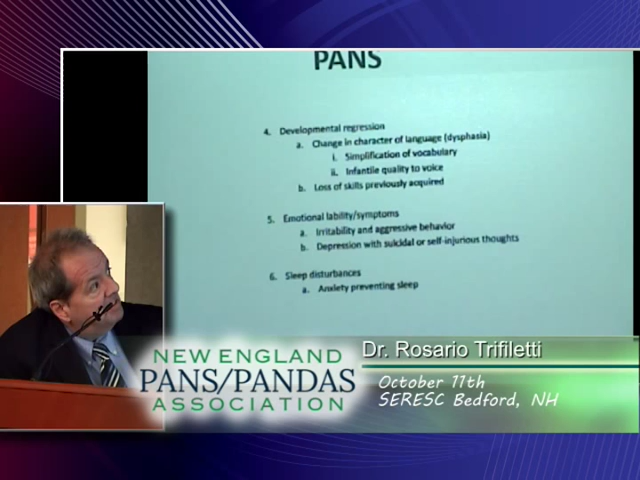 PANS
4. Developmental regression
a. Change in character of language (dysphasia)
i. Simplification of vocabulary
ii. Infantile quality to voice
b. Loss of skills previously acquired
5. Emotional lability/symptoms
a. Irritability and aggressive behavior
b. Depression with suicidal or self-injurious thoughts
6. Sleep disturbances
a. Anxiety preventing sleep
NEW ENGLAND
PANS/PANDAS
ASSOCIATION
Dr. Rosario Trifiletti
October 11th
SERESC Bedford, NH